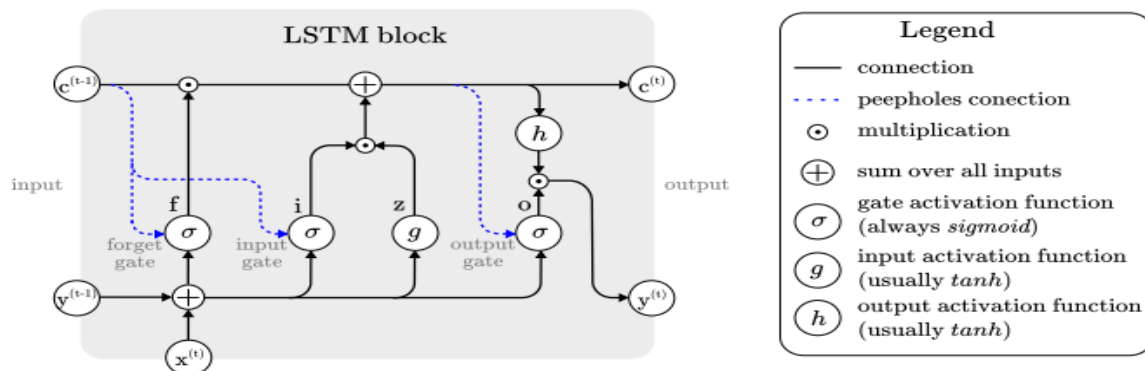 LSTM block
c(t-1)
c(t)
h
input
output
f
i
z
o
σ
σ
g
σ
forget
gate
input
gate
output
gate
y(t-1)
y(t)
x(t)
Legend
connection
peepholes conection
multiplication
sum over all inputs
σ
gate activation function
(always sigmoid)
g
input activation function
(usually tanh)
h
output activation function
(usually tanh)